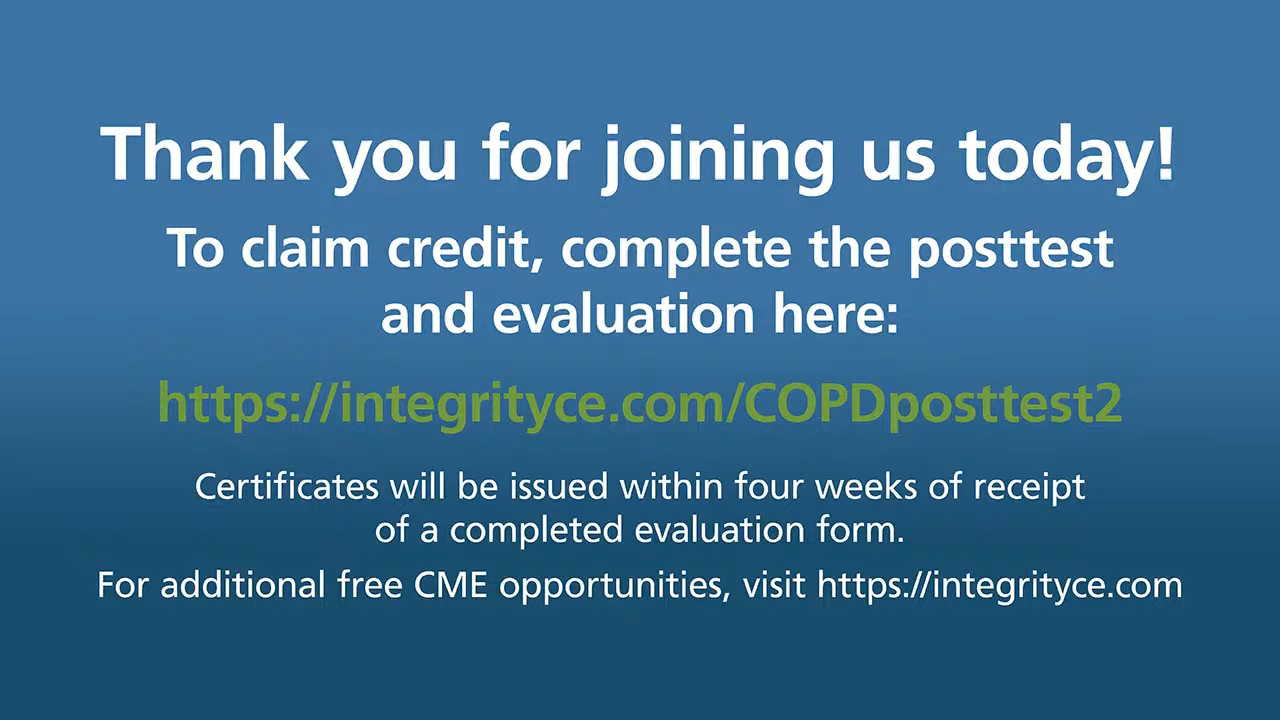 Thank you for joining us today!
To claim credit, complete the posttest
and evaluation here:
https://integrityce.com/COPDposttest2
Certificates will be issued within four weeks of receipt
of a completed evaluation form.
For additional free CME opportunities, visit https://integrityce.com